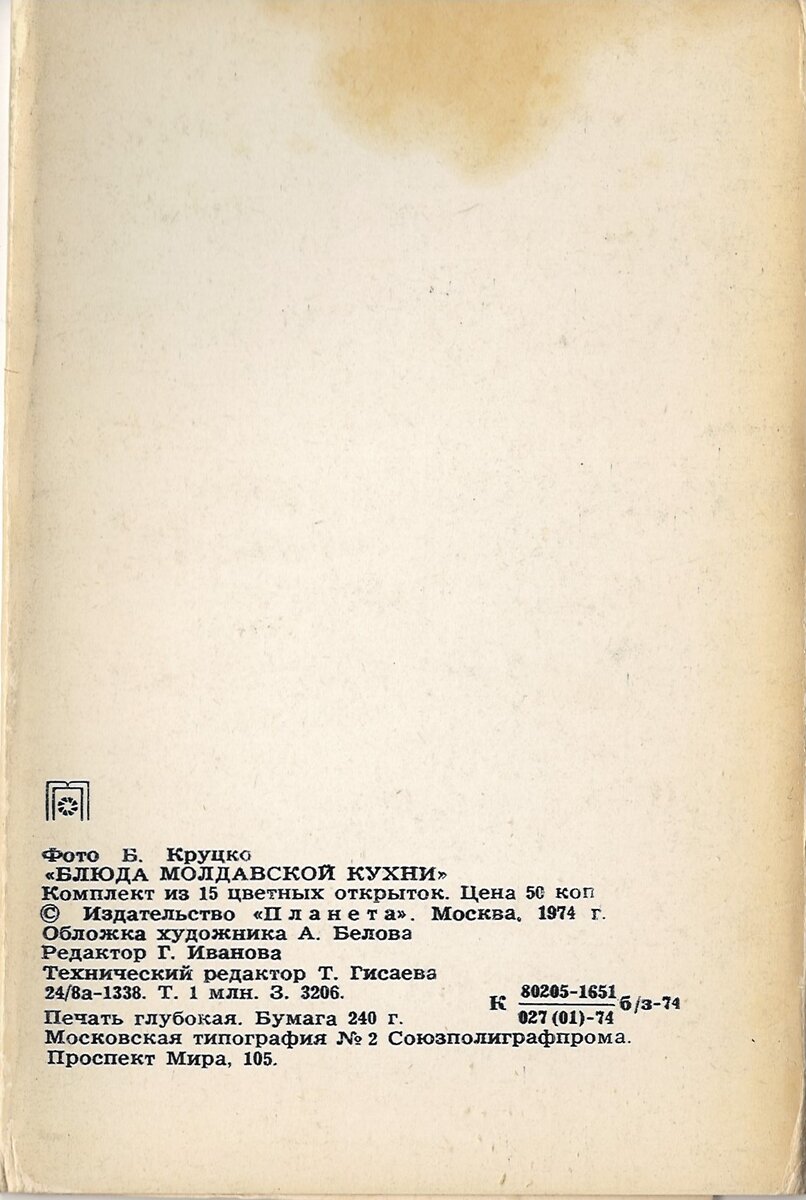 Фото Б. Круцко
«БЛЮДА МОЛДАВСКОЙ КУХНИ»
Комплект из 15 цветных открыток. Цена 50 коп
© Издательство «Планета». Москва. 1974 г.
Обложка художника А. Белова
Редактор Г. Иванова
Технический редактор Т. Гисаева
24/8а-1338. Т. 1 млн. З. 3206.
К 80205-1651 б/з-74
027(01)-74
Печать глубокая. Бумага 240 г.
Московская типография № 2 Союзполиграфпрома.
Проспект Мира, 105.